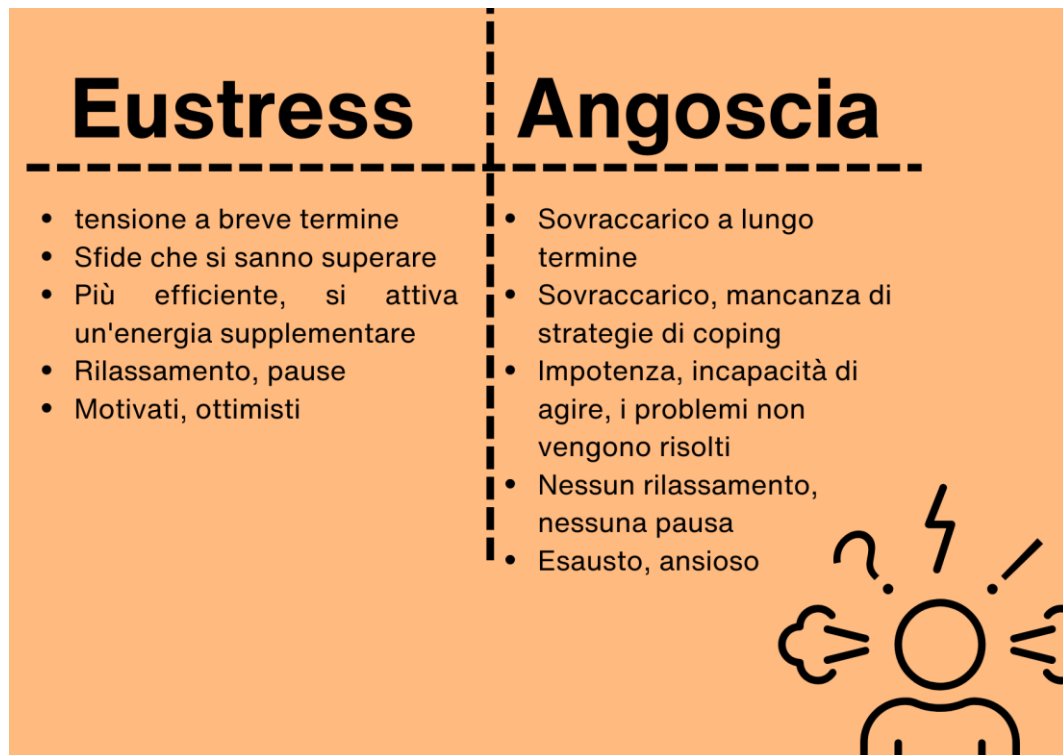 Eustress
• tensione a breve termine
• Sfide che si sanno superare
• Più efficiente, si attiva
un'energia supplementare
• Rilassamento, pause
• Motivati, ottimisti
Angoscia
• Sovraccarico a lungo
termine
• Sovraccarico, mancanza di
strategie di coping
• Impotenza, incapacità di
agire, i problemi non
vengono risolti
• Nessun rilassamento,
nessuna pausa
• Esausto, ansioso
? !